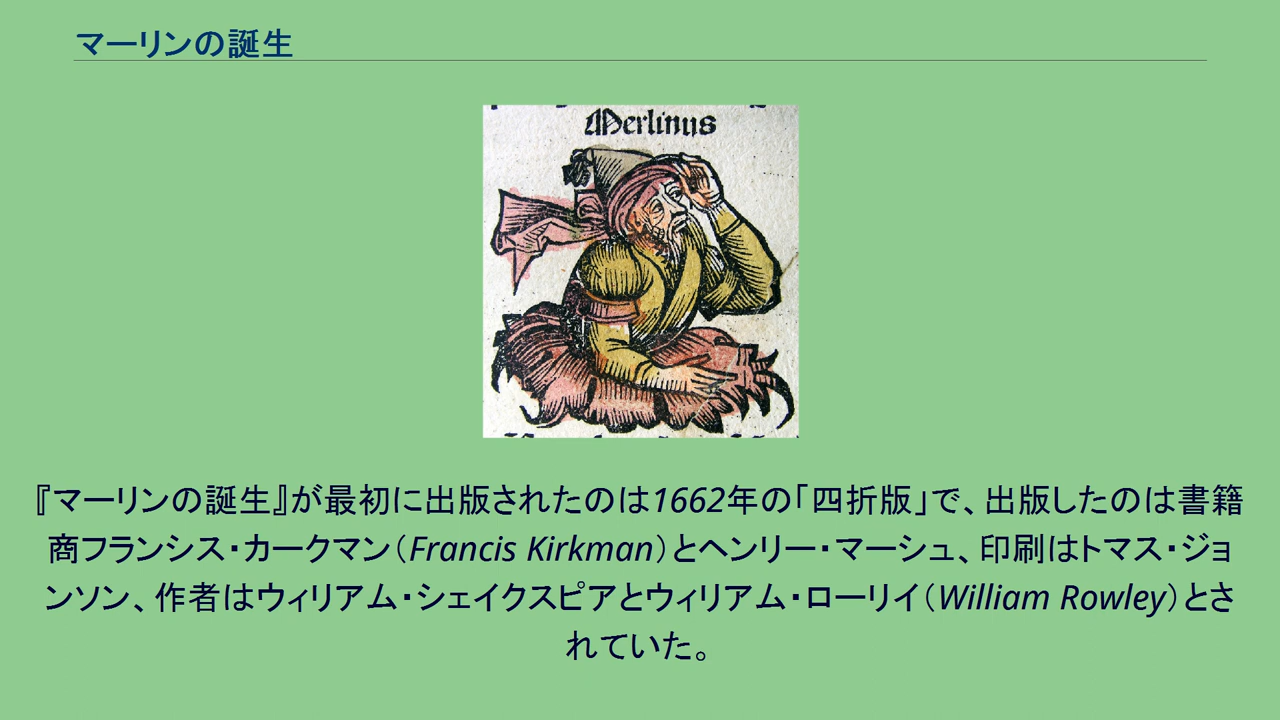 マーリンの誕生
Merlinus
『マーリンの誕生』が最初に出版されたのは1662年の「四折版」で、出版したのは書籍
商フランシス・カークマン（Francis Kirkman）とヘンリー・マーシュ、印刷はトマス・ジョ
ンソン、作者はウィリアム・シェイクスピアとウィリアム・ローリイ（William Rowley）とさ
れていた。